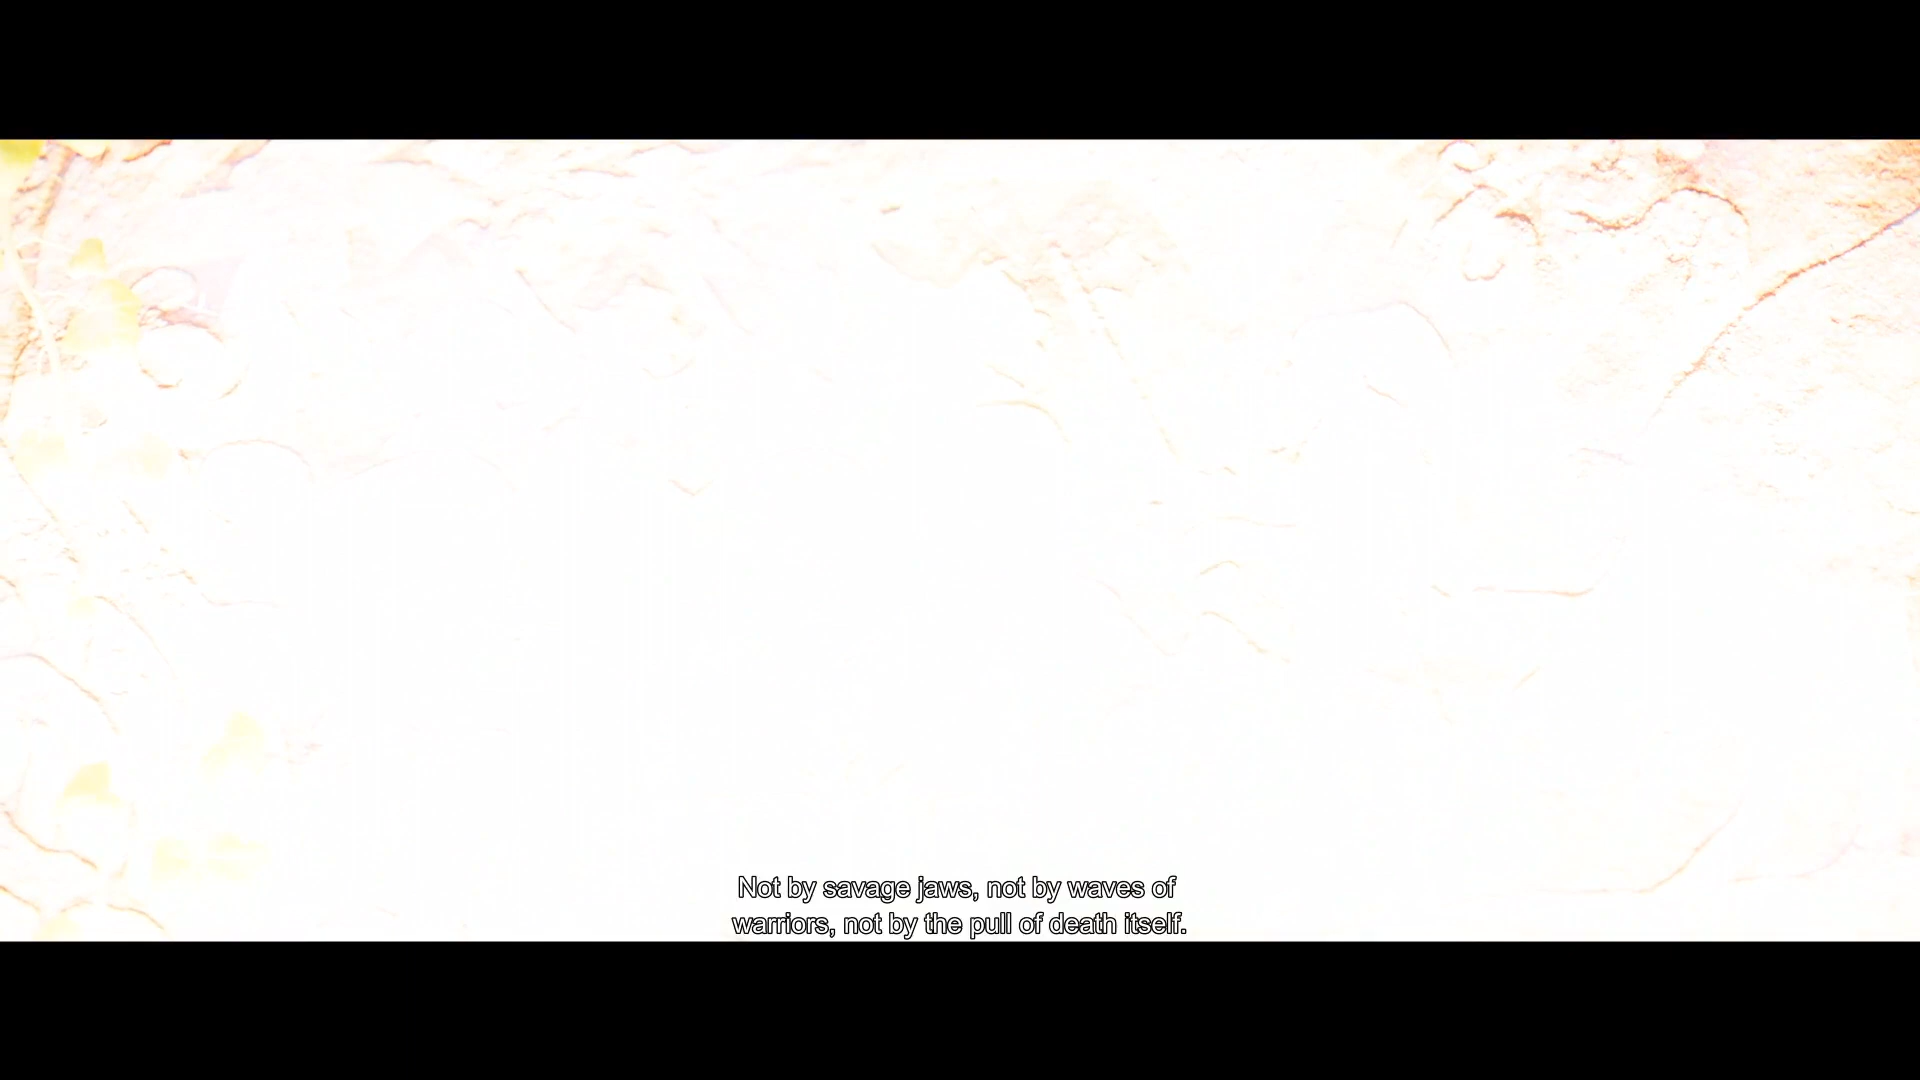 Not by savage jaws, not by waves of
warriors, not by the pull of death itself.